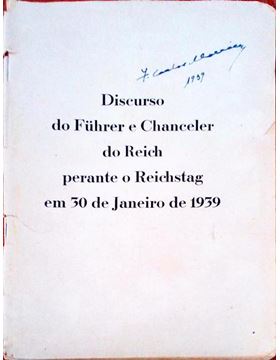 1939
Discurso
do Führer e Chanceler
do Reich
perante o Reichstag
em 30 de Janeiro de 1939